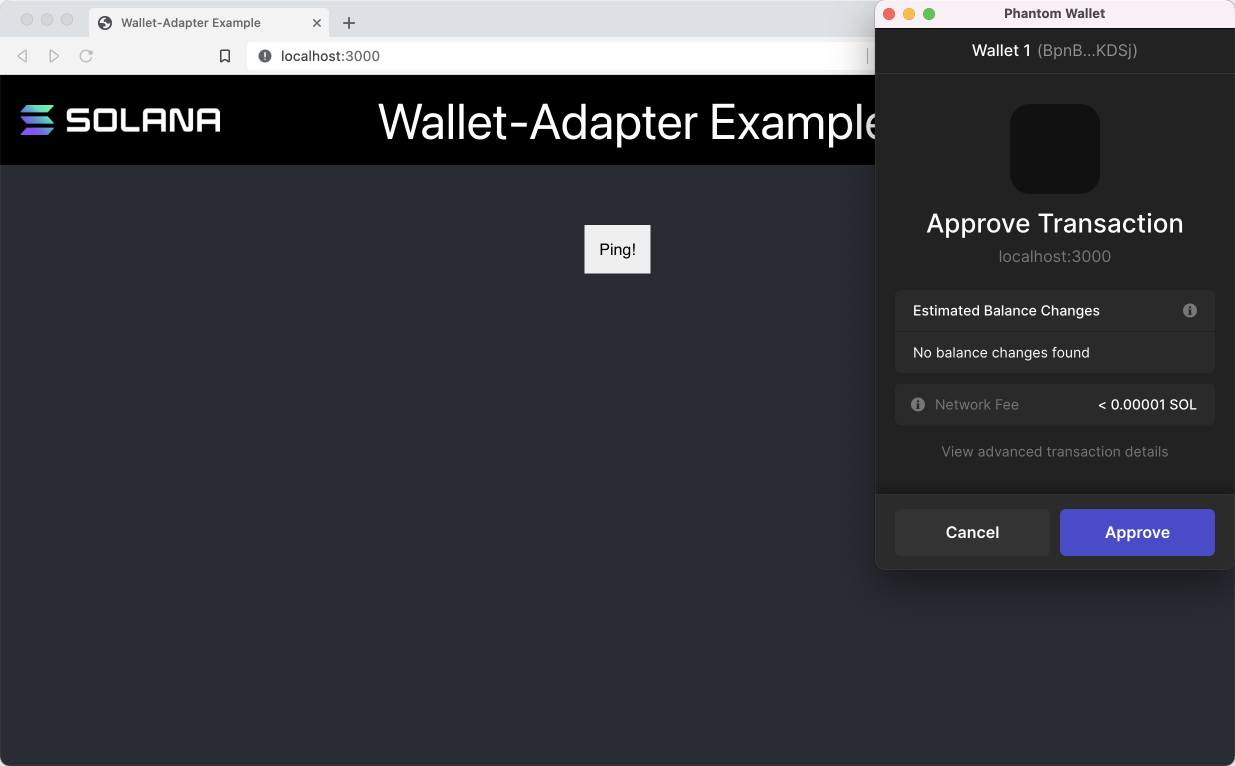 Wallet-Adapter Example
localhost:3000
SOLANA
Wallet-Adapter Example
Ping!
Phantom Wallet
Wallet 1 (BpnB...KDSj)
Approve Transaction
localhost:3000
Estimated Balance Changes
No balance changes found
Network Fee
< 0.00001 SOL
View advanced transaction details
Cancel
Approve